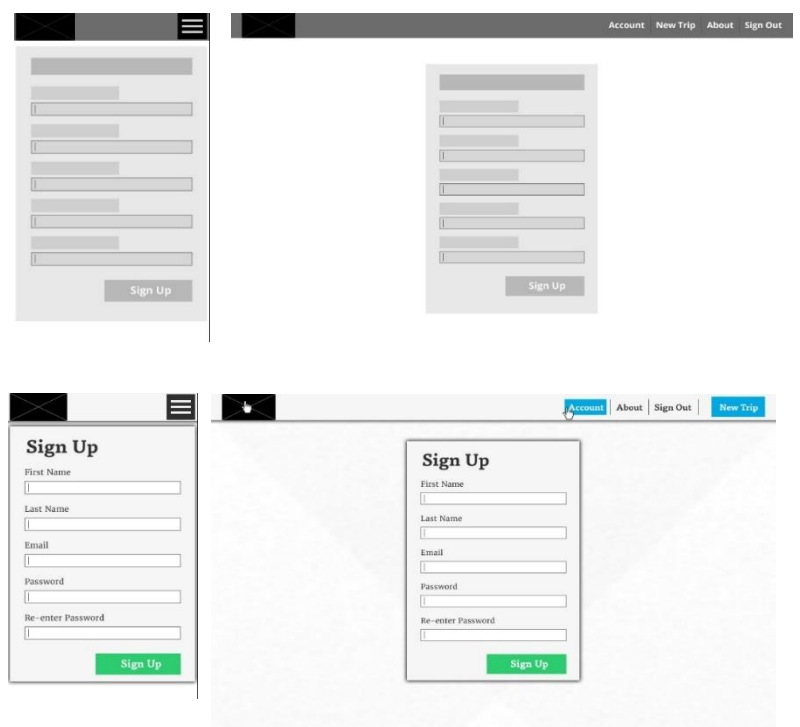 Account New Trip About Sign Out
Sign Up
Sign Up
Account About Sign Out New Trip
Sign Up
First Name
Last Name
Email
Password
Re-enter Password
Sign Up
Sign Up
First Name
Last Name
Email
Password
Re-enter Password
Sign Up